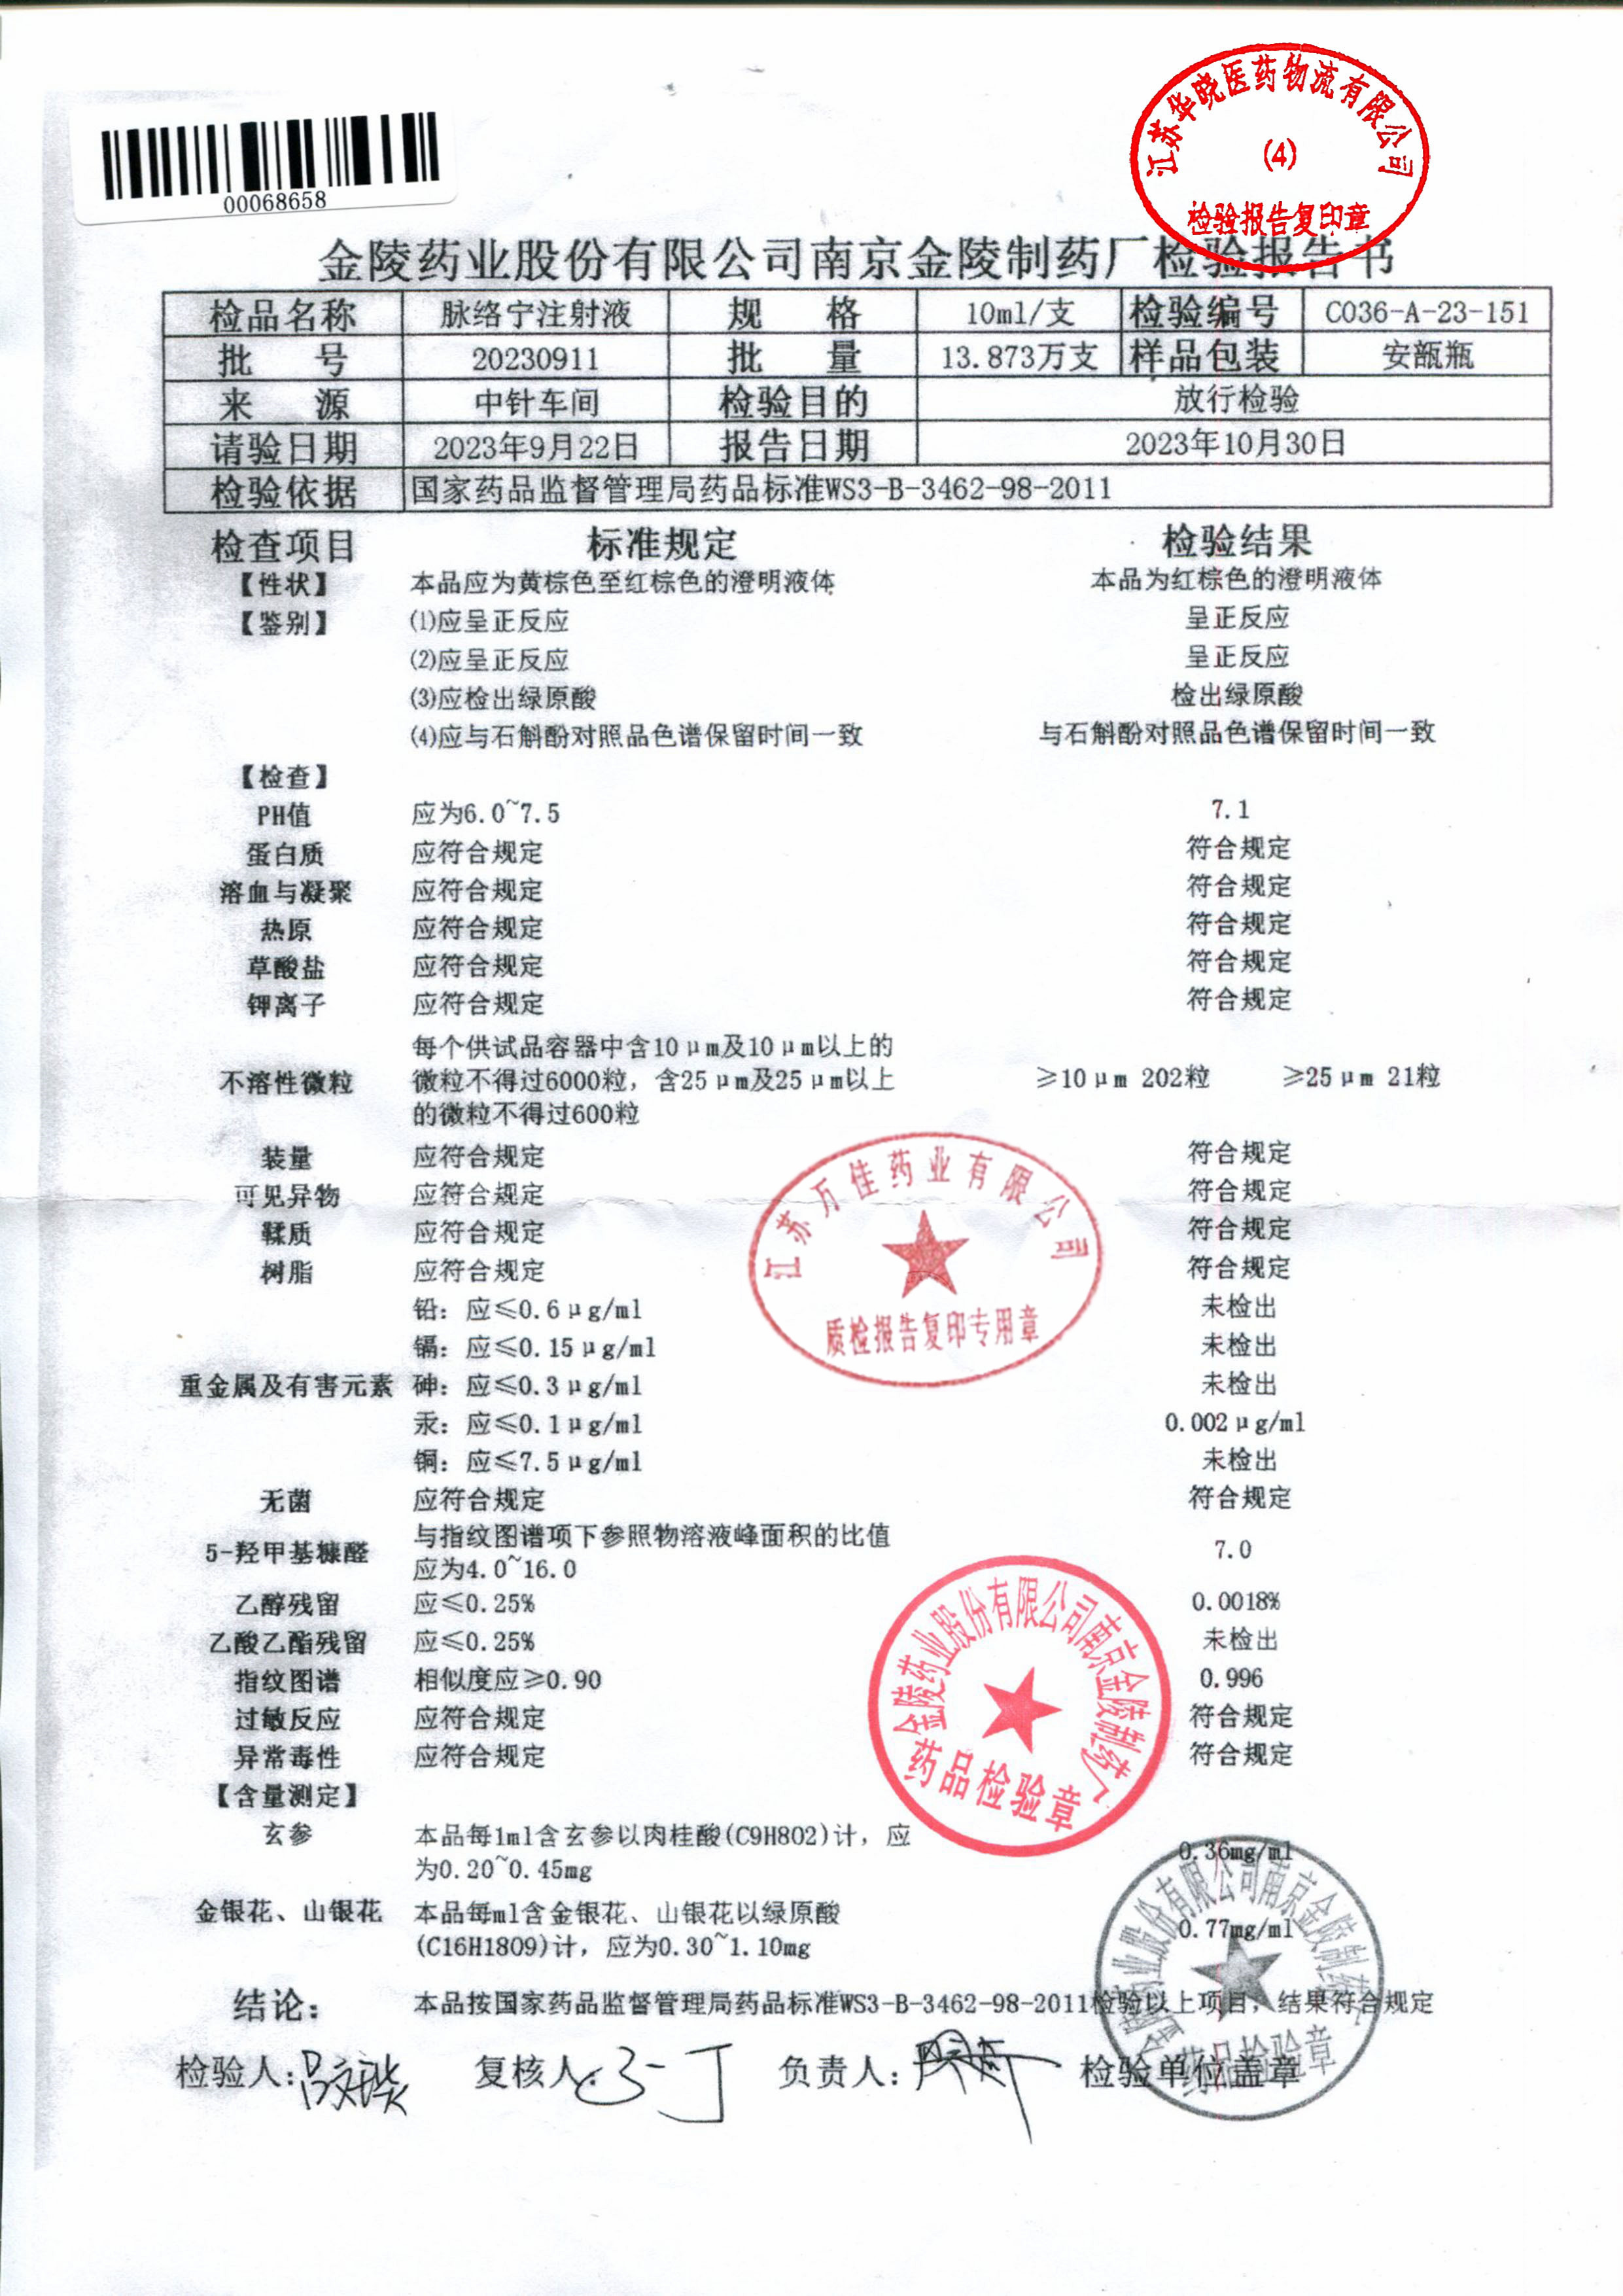 江苏华晓医药物流有限公司
(4)
检验报告复印章
00068658
金陵药业股份有限公司南京金陵制药厂检验报告书
检品名称 脉络宁注射液 规 格 10ml/支 检验编号 C036-A-23-151
批 号 20230911 批 量 13.873万支 样品包装 安瓿瓶
来 源 中针车间 检验目的 放行检验
请验日期 2023年9月22日 报告日期 2023年10月30日
检验依据 国家药品监督管理局药品标准WS3-B-3462-98-2011
检查项目 标准规定 检验结果
【性状】 本品应为黄棕色至红棕色的澄明液体 本品为红棕色的澄明液体
【鉴别】 ⑴应呈正反应 呈正反应
⑵应呈正反应 呈正反应
⑶应检出绿原酸 检出绿原酸
⑷应与石斛酚对照品色谱保留时间一致 与石斛酚对照品色谱保留时间一致
【检查】
PH值 应为6.0~7.5 7.1
蛋白质 应符合规定 符合规定
溶血与凝聚 应符合规定 符合规定
热原 应符合规定 符合规定
草酸盐 应符合规定 符合规定
钾离子 应符合规定 符合规定
每个供试品容器中含10μm及10μm以上的
不溶性微粒 微粒不得过6000粒，含25μm及25μm以上 ≥10μm 202粒 ≥25μm 21粒
的微粒不得过600粒
装量 应符合规定 符合规定
可见异物 应符合规定 符合规定
鞣质 应符合规定 符合规定
树脂 应符合规定 符合规定
江苏万佳药业有限公司
质检报告复印专用章
铅：应≤0.6μg/ml 未检出
镉：应≤0.15μg/ml 未检出
重金属及有害元素 砷：应≤0.3μg/ml 未检出
汞：应≤0.1μg/ml 0.002μg/ml
铜：应≤7.5μg/ml 未检出
无菌 应符合规定 符合规定
与指纹图谱项下参照物溶液峰面积的比值
5-羟甲基糠醛 7.0
应为4.0~16.0
乙醇残留 应≤0.25% 0.0018%
乙酸乙酯残留 应≤0.25% 未检出
指纹图谱 相似度应≥0.90 0.996
过敏反应 应符合规定 符合规定
异常毒性 应符合规定 符合规定
金陵药业股份有限公司南京金陵制药厂
药品检验章
【含量测定】
玄参 本品每1ml含玄参以肉桂酸(C9H8O2)计，应 0.36mg/ml
为0.20~0.45mg
金银花、山银花 本品每ml含金银花、山银花以绿原酸 0.77mg/ml
(C16H18O9)计，应为0.30~1.10mg
金陵药业股份有限公司南京金陵制药厂
药品检验章
结论： 本品按国家药品监督管理局药品标准WS3-B-3462-98-2011检验以上项目，结果符合规定
检验人： 复核人： 负责人： 检验单位盖章